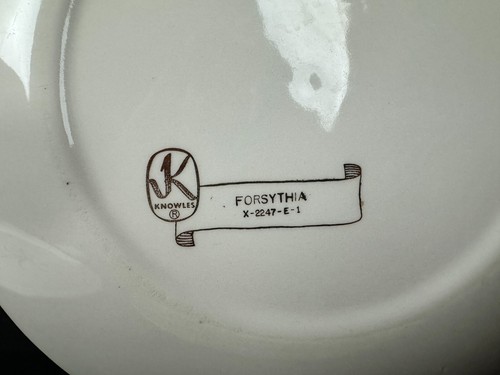 K
KNOWLES
®
FORSYTHIA
X-2247-E-1